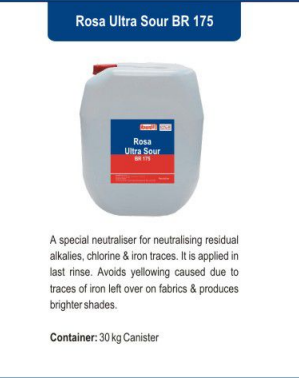 Rosa Ultra Sour BR 175
Rosa
Ultra Sour
BR 175
A special neutraliser for neutralising residual
alkalies, chlorine & iron traces. It is applied in
last rinse. Avoids yellowing caused due to
traces of iron left over on fabrics & produces
brighter shades.
Container: 30 kg Canister